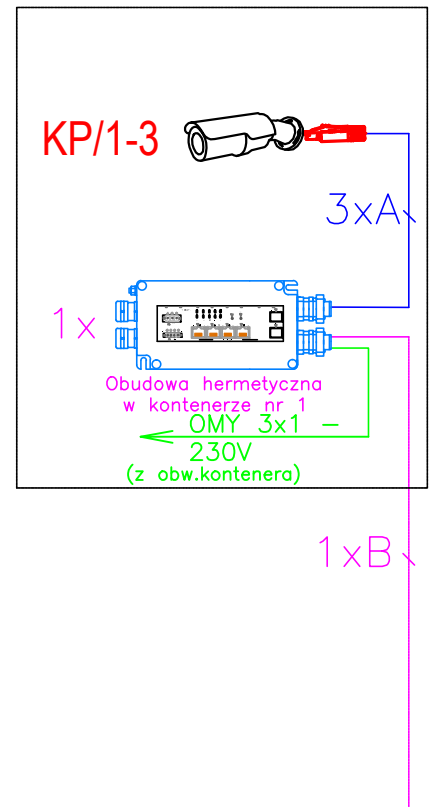 KP/1-3
3xA
1x
Obudowa hermetyczna
w kontenerze nr 1
OMY 3x1 –
230V
(z obw.kontenera)
1xB